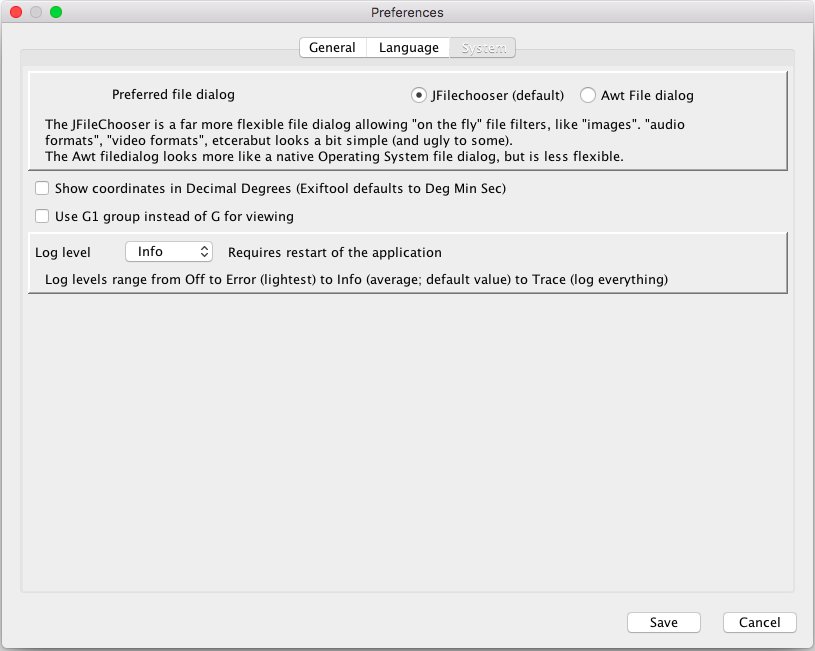 Preferences
General Language System
Preferred file dialog JFilechooser (default) Awt File dialog
The JFileChooser is a far more flexible file dialog allowing "on the fly" file filters, like "images". "audio
formats", "video formats", etcerabut looks a bit simple (and ugly to some).
The Awt filedialog looks more like a native Operating System file dialog, but is less flexible.
Show coordinates in Decimal Degrees (Exiftool defaults to Deg Min Sec)
Use G1 group instead of G for viewing
Log level Info Requires restart of the application
Log levels range from Off to Error (lightest) to Info (average; default value) to Trace (log everything)
Save Cancel